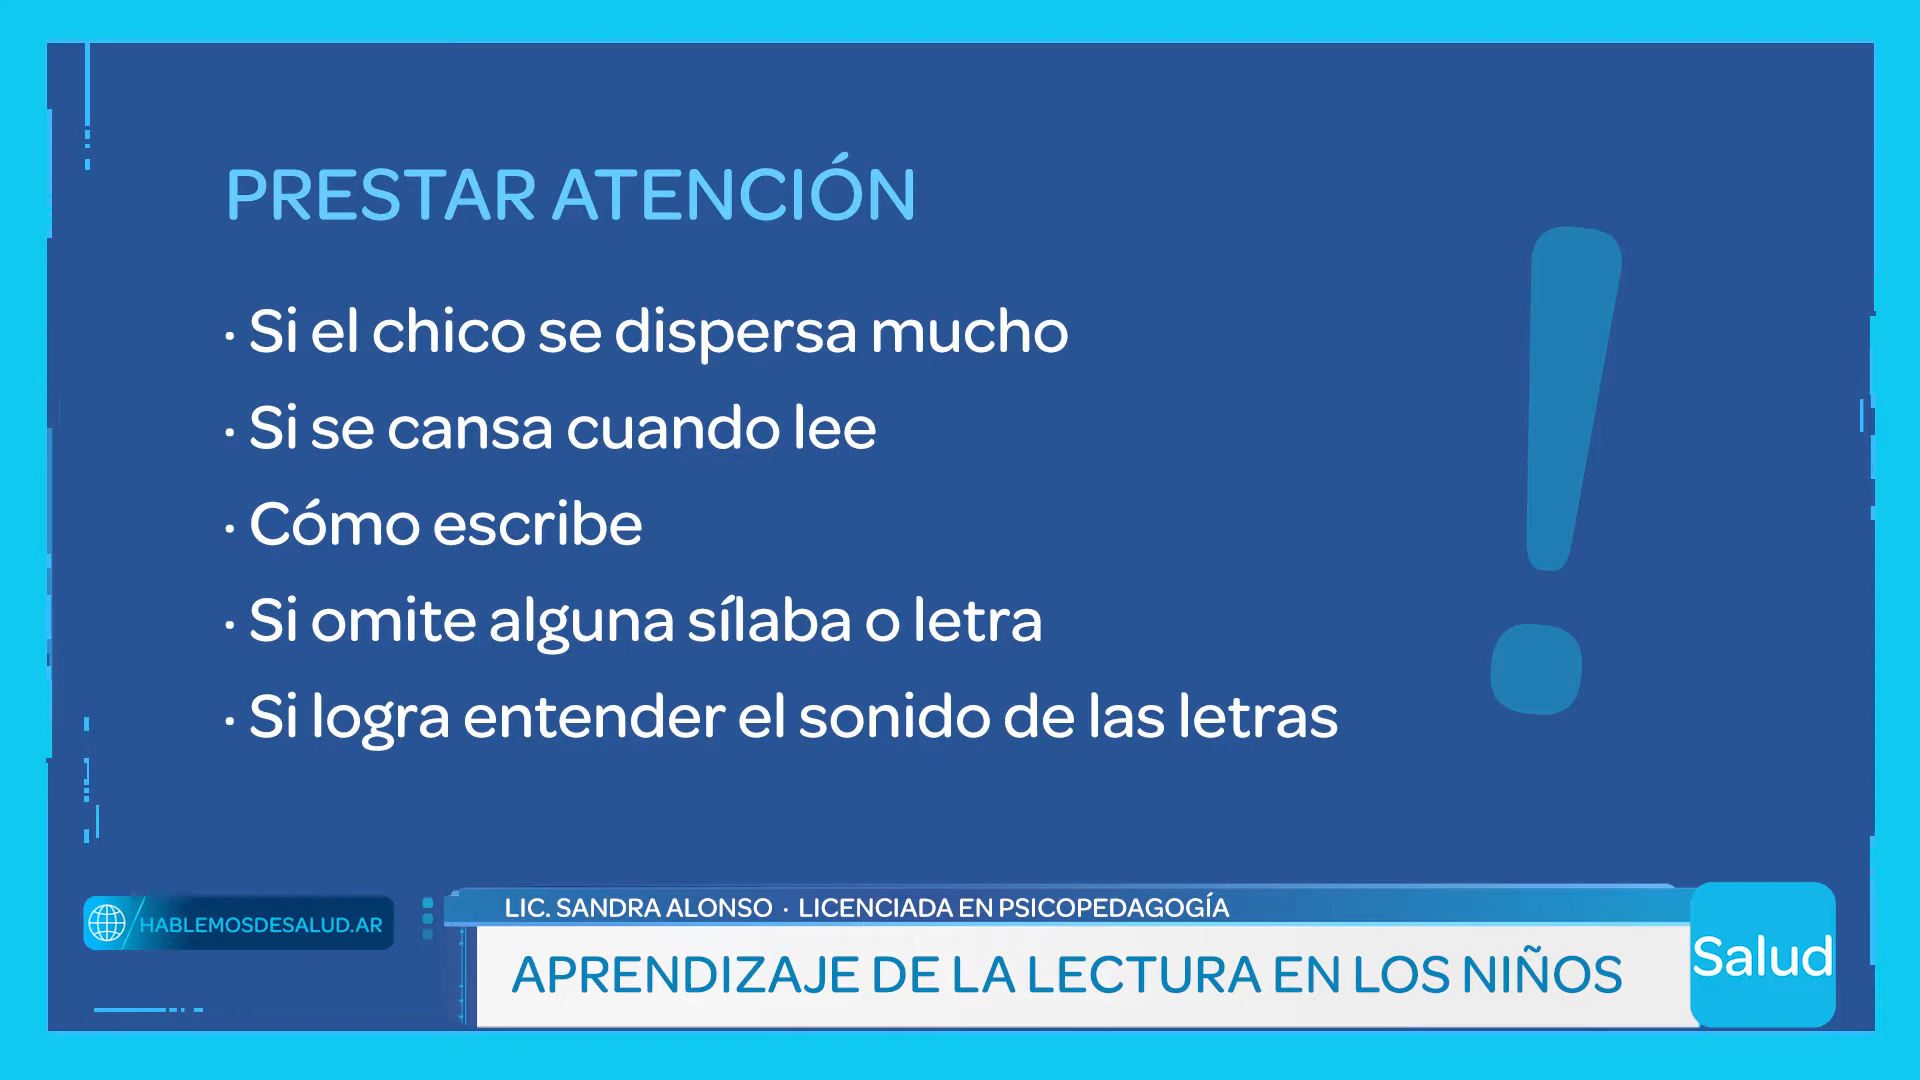 PRESTAR ATENCIÓN
· Si el chico se dispersa mucho
· Si se cansa cuando lee
· Cómo escribe
· Si omite alguna sílaba o letra
· Si logra entender el sonido de las letras
HABLEMOSDESALUD.AR
LIC. SANDRA ALONSO · LICENCIADA EN PSICOPEDAGOGÍA
APRENDIZAJE DE LA LECTURA EN LOS NIÑOS
Salud